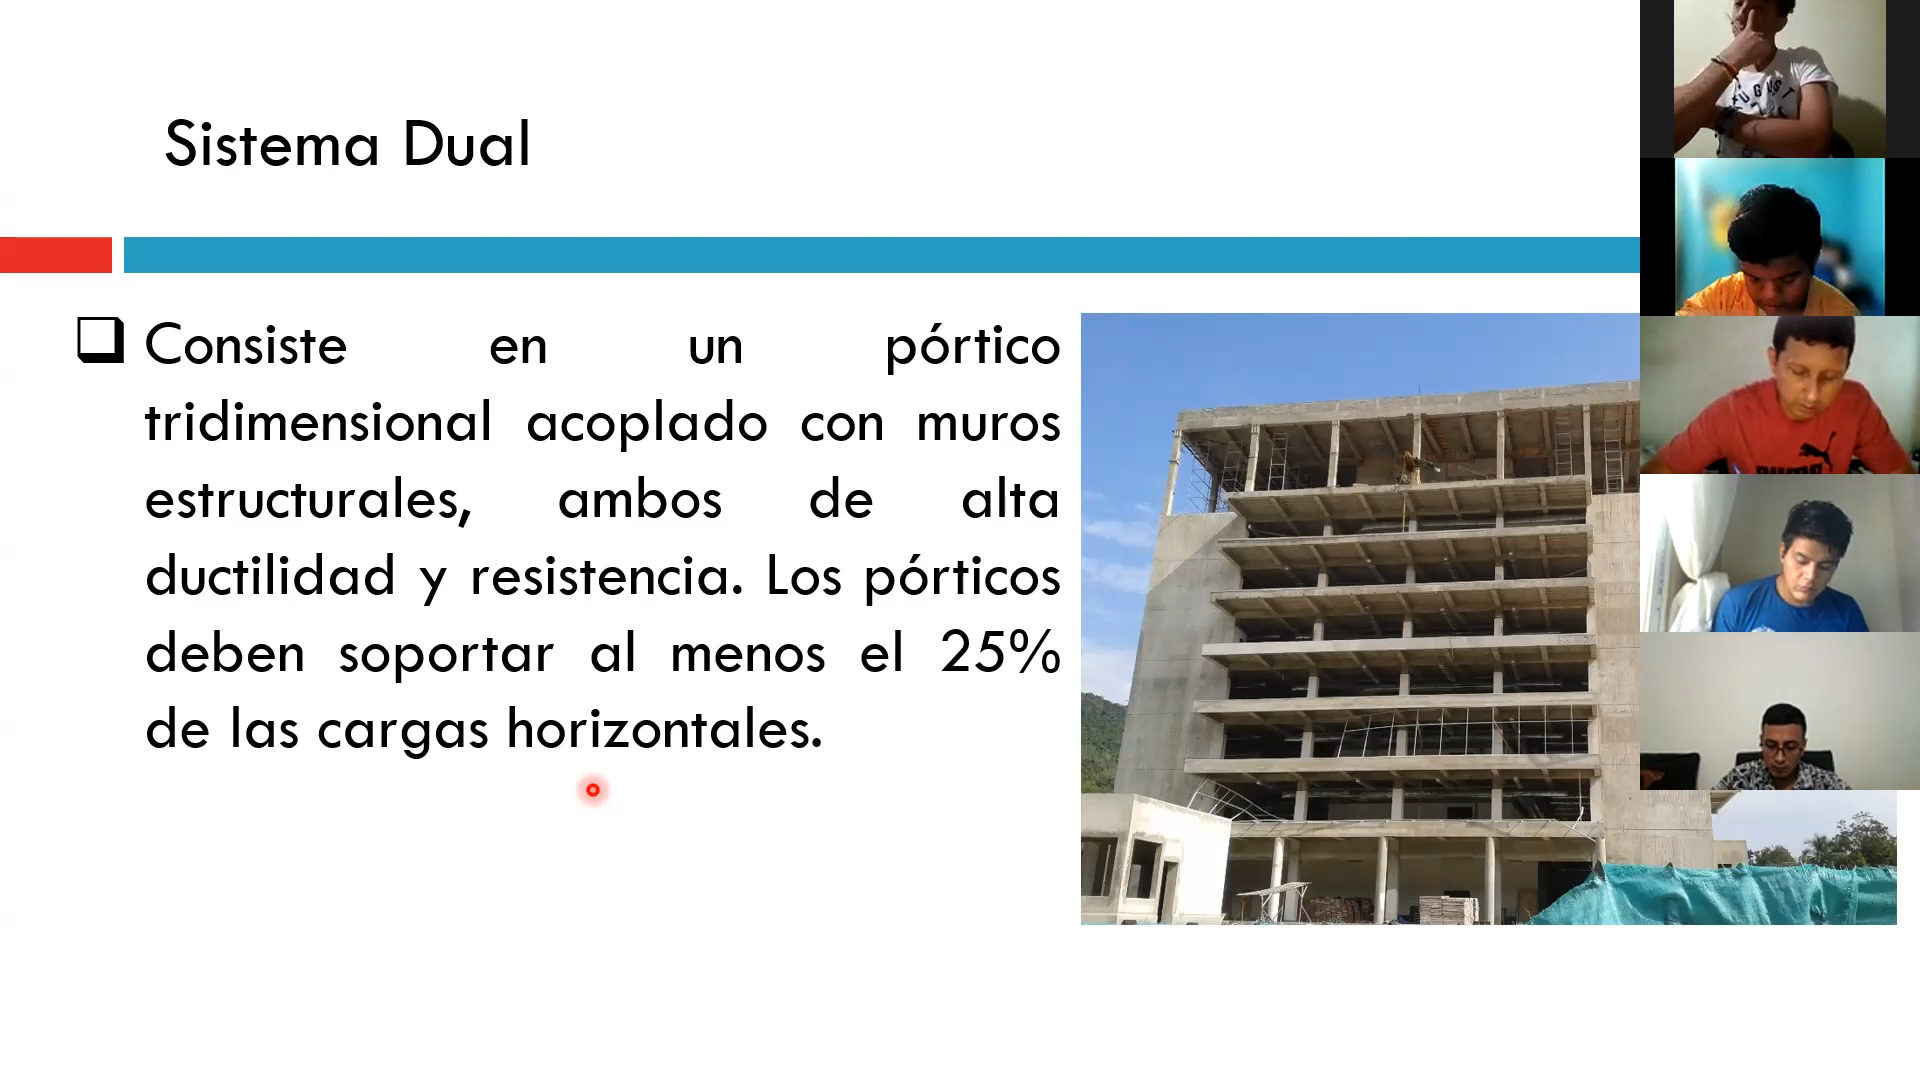 Sistema Dual
Consiste en un pórtico
tridimensional acoplado con muros
estructurales, ambos de alta
ductilidad y resistencia. Los pórticos
deben soportar al menos el 25%
de las cargas horizontales.